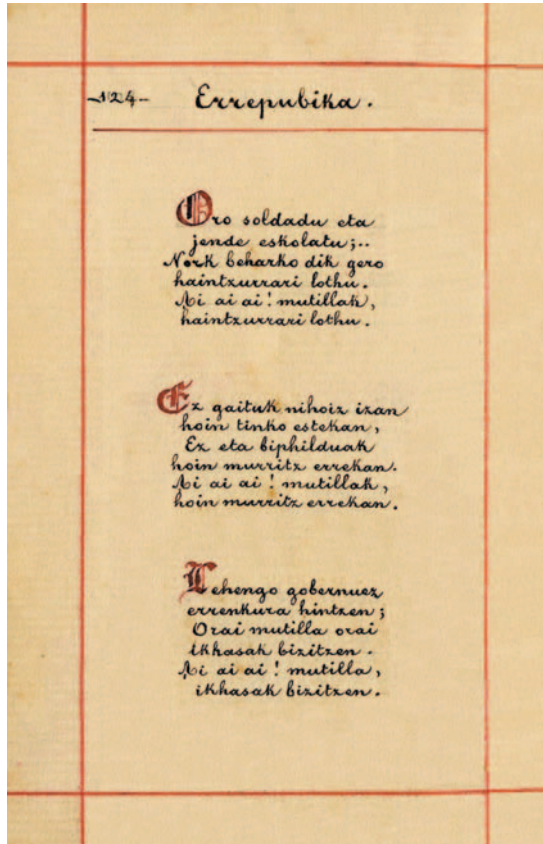 -124- Errepubika.
Oro soldadu eta
jende eskolatu;..
Nork beharko dik gero
haintzurrari lothu.
Ai ai ai! mutillak,
haintzurrari lothu.
Ez gaituk nihoiz izan
hoin tinko estekan,
Ez eta biphilduak
hoin murritz errekan.
Ai ai ai! mutillak,
hoin murritz errekan.
Lehengo gobernuez
errenkura hintzen;
Orai mutilla orai
ikhasak bizitzen.
Ai ai ai! mutilla,
ikhasak bizitzen.